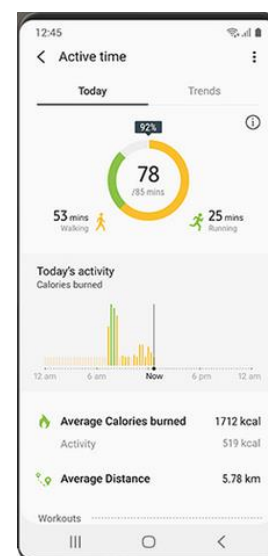 12:45
Active time
Today
Trends
92%
78
/85 mins
53 mins
Walking
25 mins
Running
Today's activity
Calories burned
12 am 6 am Now 6 pm 12 am
Average Calories burned 1712 kcal
Activity 519 kcal
Average Distance 5.78 km
Workouts